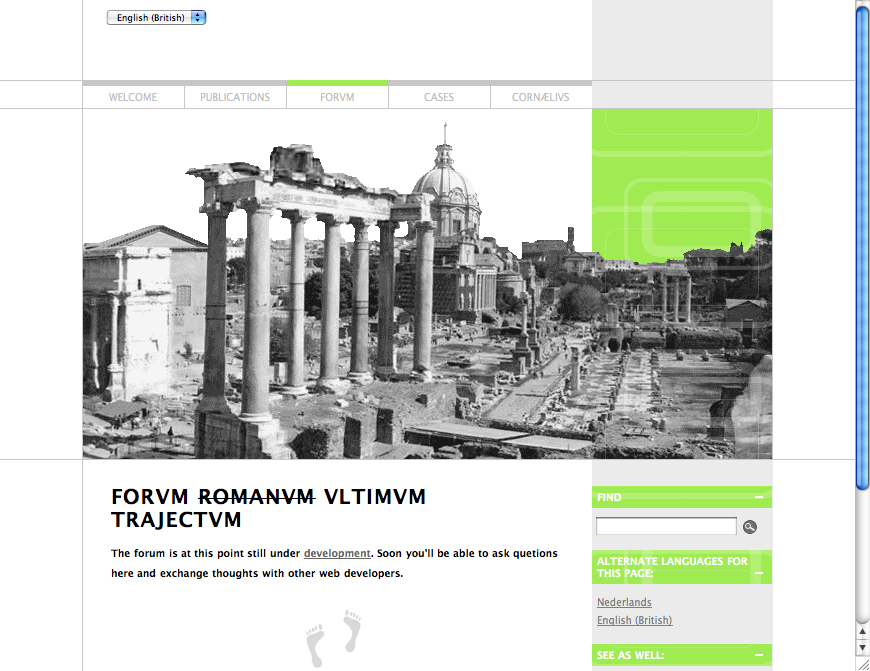 English (British)
WELCOME
PUBLICATIONS
FORVM
CASES
CORNÆLIVS
FORVM ROMANVM VLTIMVM
TRAJECTVM
The forum is at this point still under development. Soon you'll be able to ask quetions
here and exchange thoughts with other web developers.
FIND
ALTERNATE LANGUAGES FOR
THIS PAGE:
Nederlands
English (British)
SEE AS WELL: